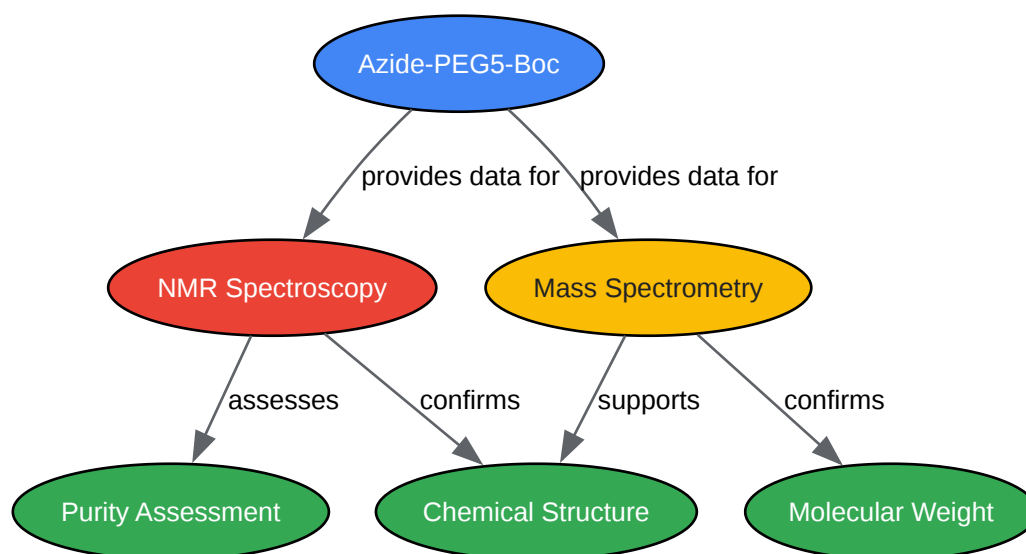 Azide-PEG5-Boc
provides data for
provides data for
NMR Spectroscopy
Mass Spectrometry
assesses
confirms
supports
confirms
Purity Assessment
Chemical Structure
Molecular Weight